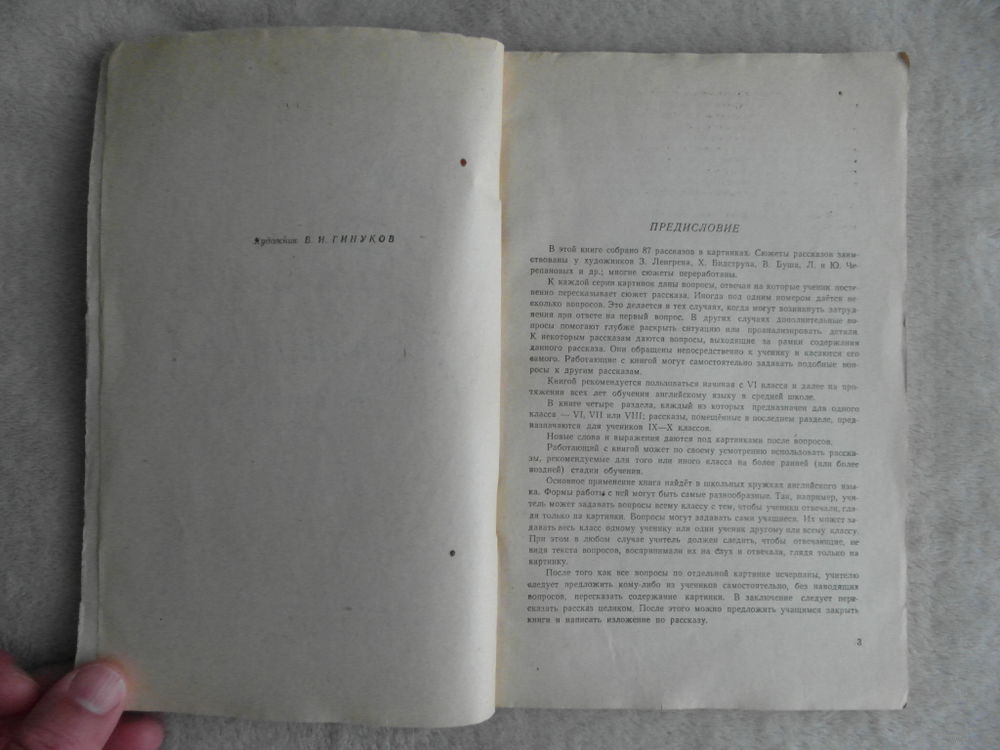 Художник В. И. ГИНУКОВ
ПРЕДИСЛОВИЕ
В этой книге собрано 87 рассказов в картинках. Сюжеты рассказов заим-
ствованы у художников З. Ленгрена, Х. Бидструпа, В. Буша, Л. и Ю. Че-
репановых и др.; многие сюжеты переработаны.
К каждой серии картинок даны вопросы, отвечая на которые ученик посте-
пенно пересказывает сюжет рассказа. Иногда под одним номером даётся не-
сколько вопросов. Это делается в тех случаях, когда могут возникнуть затруд-
нения при ответе на первый вопрос. В других случаях дополнительные во-
просы помогают глубже раскрыть ситуацию или проанализировать детали.
К некоторым рассказам даются вопросы, выходящие за рамки содержания
данного рассказа. Они обращены непосредственно к ученику и касаются его
самого. Работающие с книгой могут самостоятельно задавать подобные воп-
росы к другим рассказам.
Книгой рекомендуется пользоваться начиная с VI класса и далее на про-
тяжении всех лет обучения английскому языку в средней школе.
В книге четыре раздела, каждый из которых предназначен для одного
класса — VI, VII или VIII; рассказы, помещённые в последнем разделе, пред-
назначаются для учеников IX—X классов.
Новые слова и выражения даются под картинками после вопросов.
Работающий с книгой может по своему усмотрению использовать расска-
зы, рекомендуемые для того или иного класса на более ранней (или более
поздней) стадии обучения.
Основное применение книга найдёт в школьных кружках английского язы-
ка. Формы работы с ней могут быть самые разнообразные. Так, например, учи-
тель может задавать вопросы всему классу с тем, чтобы ученики отвечали, гля-
дя только на картинки. Вопросы могут задавать сами учащиеся. Их может за-
давать весь класс одному ученику или один ученик другому или всему классу.
При этом в любом случае учитель должен следить, чтобы отвечающие, не
видя текста вопросов, воспринимали их на слух и отвечали, глядя только на
картинку.
После того как все вопросы по отдельной картинке исчерпаны, учителю
следует предложить кому-либо из учеников самостоятельно, без наводящих
вопросов, пересказать содержание картинки. В заключение следует пере-
сказать рассказ целиком. После этого можно предложить учащимся закрыть
книги и написать изложение по рассказу.
3